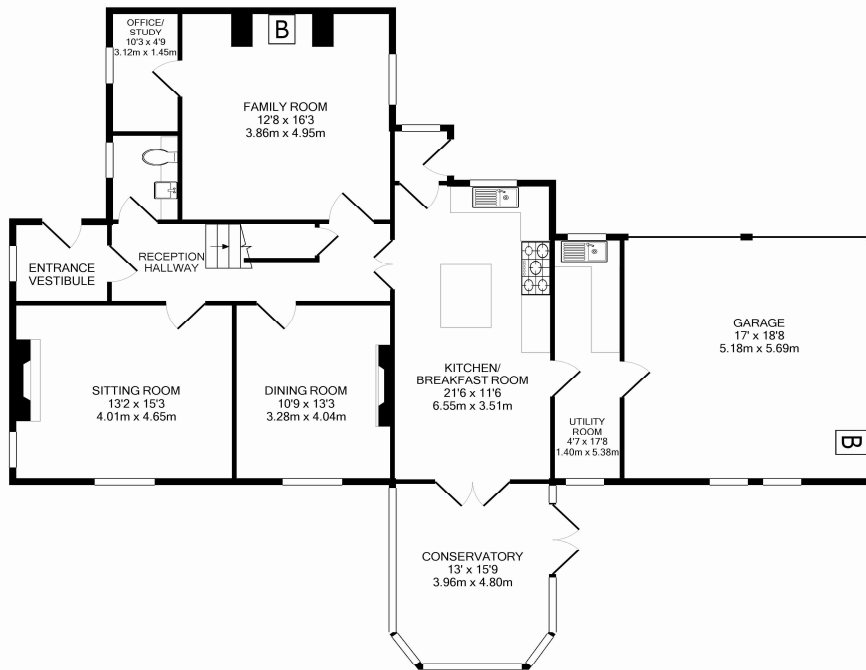 OFFICE/
STUDY
10'3 x 4'9
3.12m x 1.45m
B
FAMILY ROOM
12'8 x 16'3
3.86m x 4.95m
ENTRANCE
VESTIBULE
RECEPTION
HALLWAY
SITTING ROOM
13'2 x 15'3
4.01m x 4.65m
DINING ROOM
10'9 x 13'3
3.28m x 4.04m
KITCHEN/
BREAKFAST ROOM
21'6 x 11'6
6.55m x 3.51m
UTILITY
ROOM
4'7 x 17'8
1.40m x 5.38m
GARAGE
17' x 18'8
5.18m x 5.69m
B
CONSERVATORY
13' x 15'9
3.96m x 4.80m